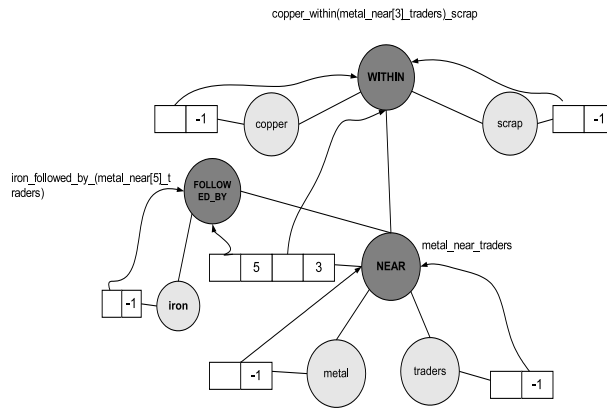 copper_within(metal_near[3]_traders)_scrap
WITHIN
-1
copper
scrap
-1
iron_followed_by_(metal_near[5]_t
raders)
FOLLOW
ED_BY
metal_near_traders
5
3
NEAR
-1
iron
-1
metal
traders
-1